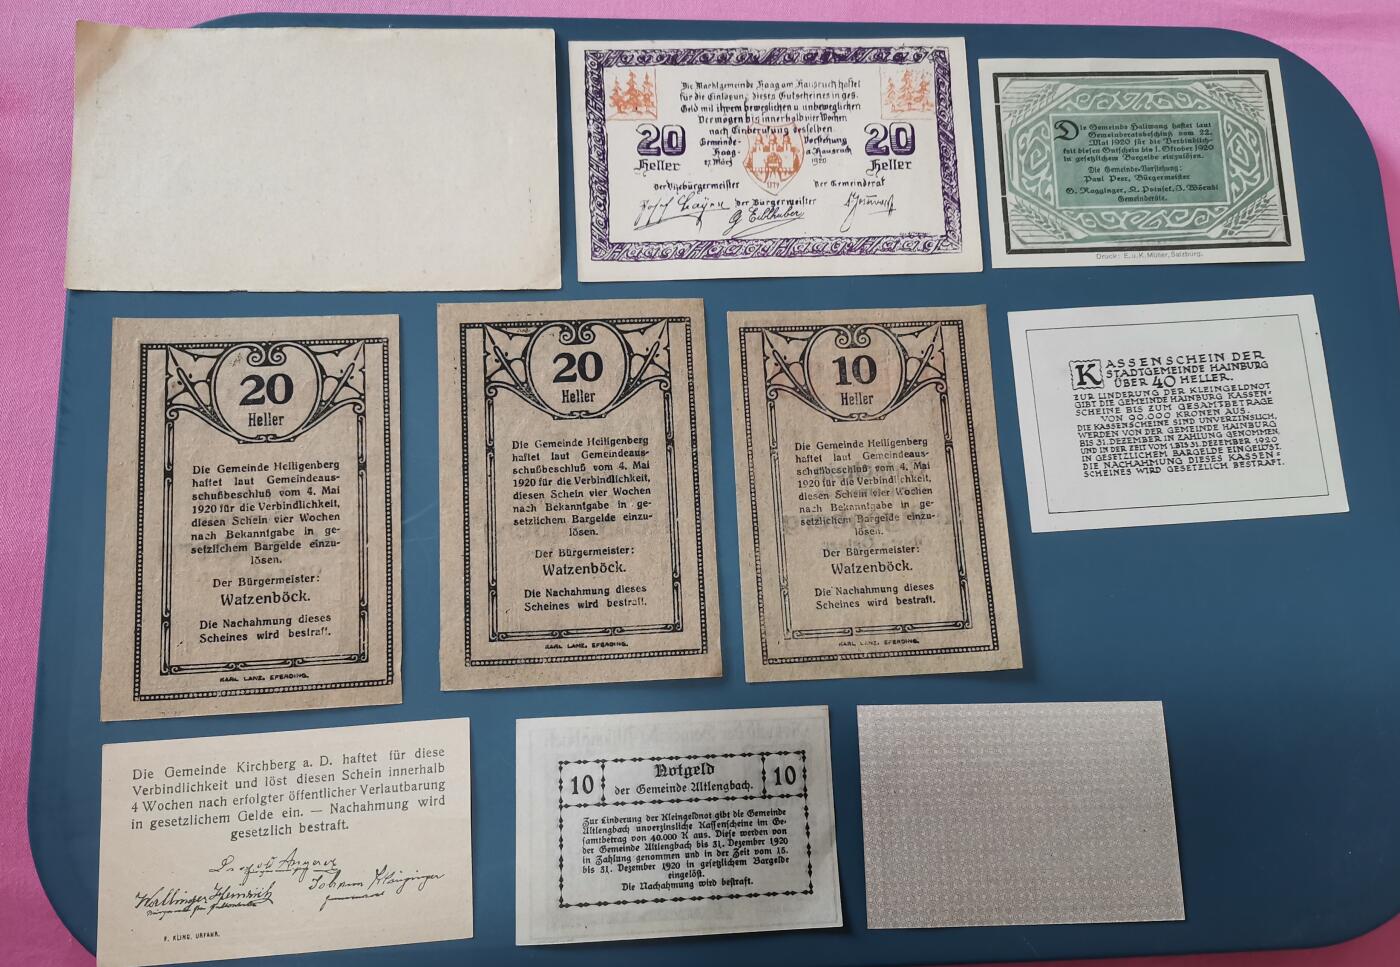 Die Marktgemeinde Haag am Hausruck haftet
für die Einlösung dieses Gutscheines in ges.
Geld mit ihrem beweglichen u. unbeweglichen
Vermögen bis innerhalb vier Wochen
nach Einberufung desselben
20 Heller
20 Heller
Gemeinde- Vorstehung
Haag- a. Hausruck
27. März 1920
Der Vizebürgermeister Der Gemeinderat
Der Bürgermeister
Die Gemeinde Hallwang haftet laut
Gemeinderatsbeschluß vom 22.
Mai 1920 für die Verbindlich-
keit diesen Gutschein bis 1. Oktober 1920
in gesetzlichem Bargelde einzulösen.
Die Gemeinde-Vorstehung:
Paul Peer, Bürgermeister
G. Ragginger, K. Poinset, J. Wörndl
Gemeinderäte.
Druck: E. u. K. Müller, Salzburg.
20
Heller
Die Gemeinde Heiligenberg
haftet laut Gemeindeaus-
schußbeschluß vom 4. Mai
1920 für die Verbindlichkeit,
diesen Schein vier Wochen
nach Bekanntgabe in ge-
setzlichem Bargelde einzu-
lösen.
Der Bürgermeister:
Watzenböck.
Die Nachahmung dieses
Scheines wird bestraft.
KARL LANZ, EFERDING.
20
Heller
Die Gemeinde Heiligenberg
haftet laut Gemeindeaus-
schußbeschluß vom 4. Mai
1920 für die Verbindlichkeit,
diesen Schein vier Wochen
nach Bekanntgabe in ge-
setzlichem Bargelde einzu-
lösen.
Der Bürgermeister:
Watzenböck.
Die Nachahmung dieses
Scheines wird bestraft.
KARL LANZ, EFERDING.
10
Heller
Die Gemeinde Heiligenberg
haftet laut Gemeindeaus-
schußbeschluß vom 4. Mai
1920 für die Verbindlichkeit,
diesen Schein vier Wochen
nach Bekanntgabe in ge-
setzlichem Bargelde einzu-
lösen.
Der Bürgermeister:
Watzenböck.
Die Nachahmung dieses
Scheines wird bestraft.
KARL LANZ, EFERDING.
KASSENSCHEIN DER
STADTGEMEINDE HAINBURG
ÜBER 40 HELLER.
ZUR LINDERUNG DER KLEINGELDNOT
GIBT DIE GEMEINDE HAINBURG KASSEN-
SCHEINE BIS ZUM GESAMTBETRAGE
VON 90.000 KRONEN AUS.
DIE KASSENSCHEINE SIND UNVERZINSLICH,
WERDEN VON DER GEMEINDE HAINBURG
BIS 31. DEZEMBER IN ZAHLUNG GENOMMEN,
UND IN DER ZEIT VOM 1. BIS 31. DEZEMBER 1920
IN GESETZLICHEM BARGELDE EINGELÖST.
DIE NACHAHMUNG DIESES KASSEN-
SCHEINES WIRD GESETZLICH BESTRAFT.
Die Gemeinde Kirchberg a. D. haftet für diese
Verbindlichkeit und löst diesen Schein innerhalb
4 Wochen nach erfolgter öffentlicher Verlautbarung
in gesetzlichem Gelde ein. — Nachahmung wird
gesetzlich bestraft.
F. KLING, URFAHR.
10 Notgeld 10
der Gemeinde Altlengbach.
Zur Linderung der Kleingeldnot gibt die Gemeinde
Altlengbach unverzinsliche Kassenscheine im Ge-
samtbetrag von 40.000 K aus. Diese werden von
der Gemeinde Altlengbach bis 31. Dezember 1920
in Zahlung genommen und in der Zeit vom 15.
bis 31. Dezember 1920 in gesetzlichem Bargelde
eingelöst.
Die Nachahmung wird bestraft.